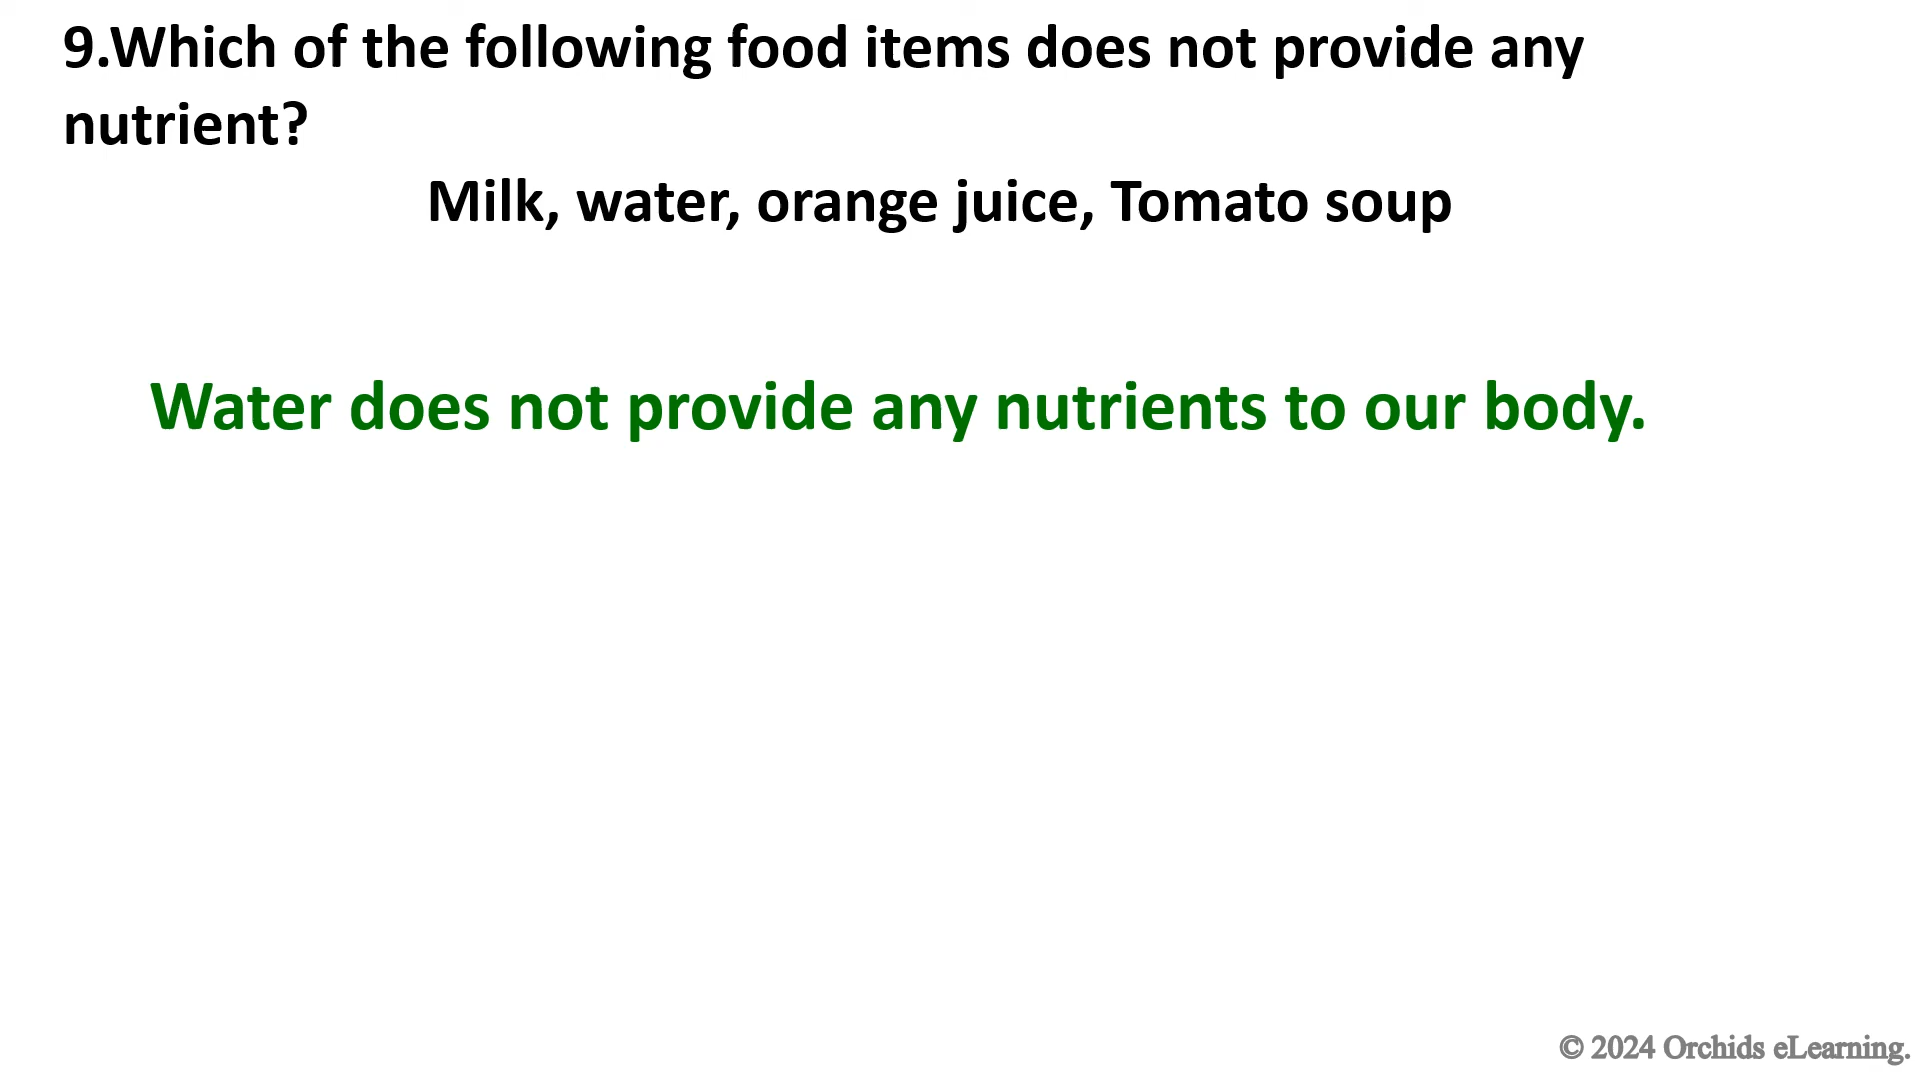 9.Which of the following food items does not provide any
nutrient?
Milk, water, orange juice, Tomato soup
Water does not provide any nutrients to our body.
© 2024 Orchids eLearning.